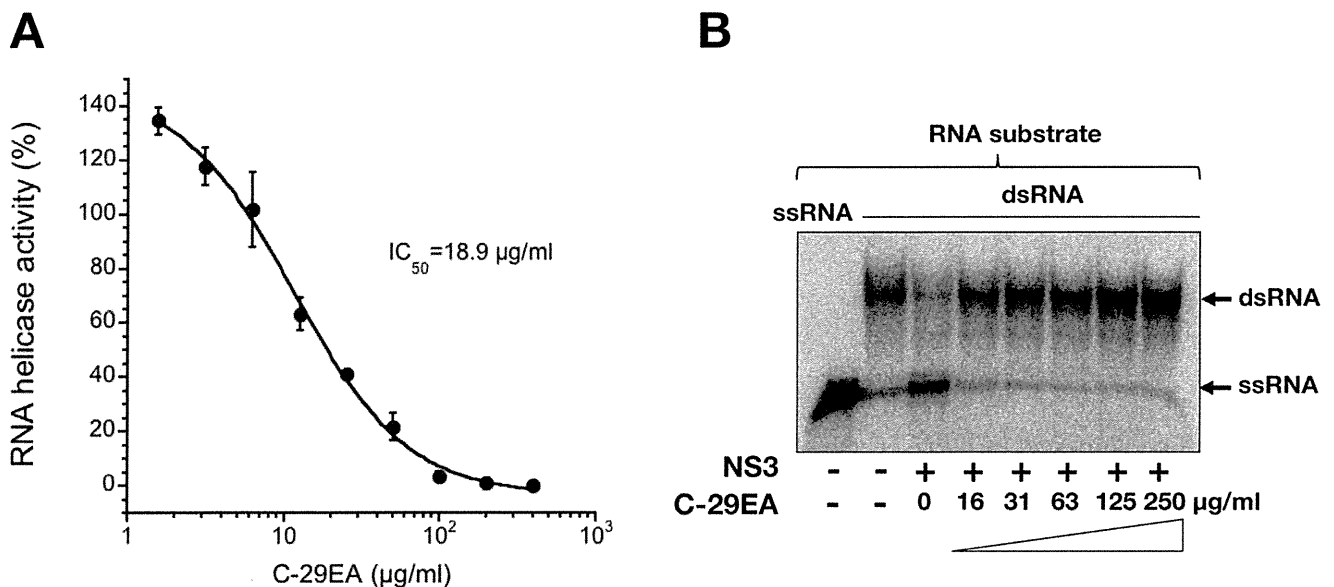 A
RNA helicase activity (%)
140
120
100
80
60
40
20
0
IC50=18.9 µg/ml
1
10
10²
10³
C-29EA (µg/ml)
B
RNA substrate
ssRNA
dsRNA
dsRNA
ssRNA
NS3 - - + + + + + +
C-29EA - - 0 16 31 63 125 250 µg/ml